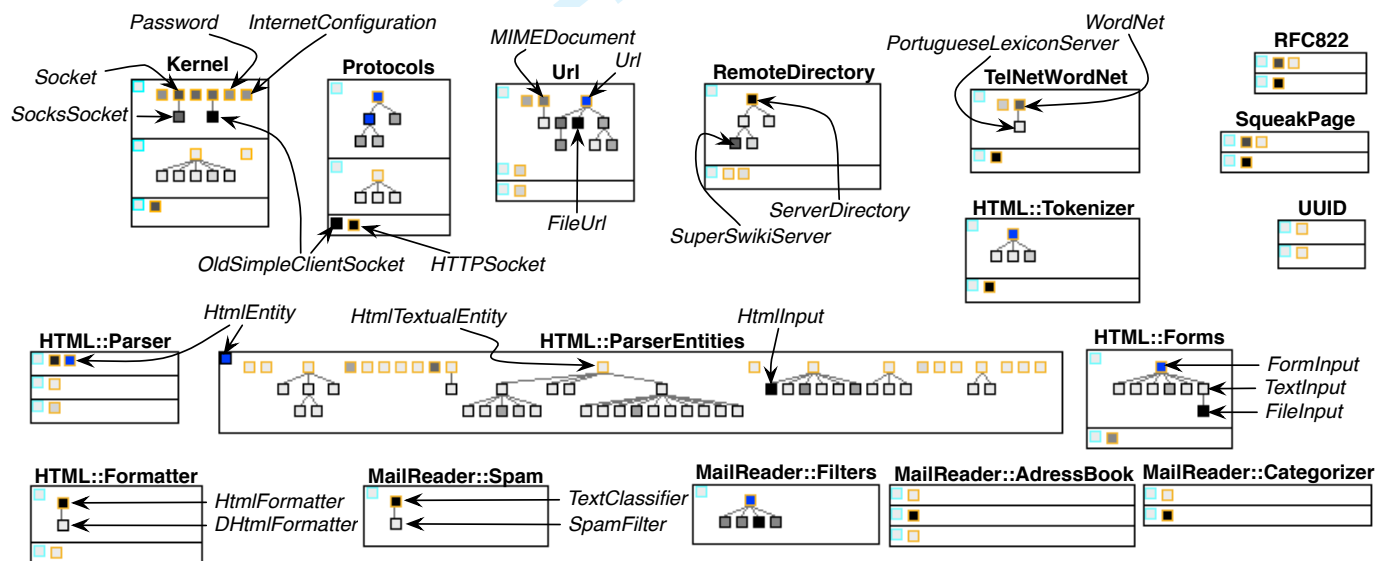 Password
InternetConfiguration
WordNet
MIMEDocument
Url
PortugueseLexiconServer
RFC822
Socket
Kernel
Protocols
Url
RemoteDirectory
TelNetWordNet
SocksSocket
SqueakPage
FileUrl
ServerDirectory
HTML::Tokenizer
UUID
SuperSwikiServer
OldSimpleClientSocket
HTTPSocket
HtmlEntity
HtmlTextualEntity
HtmlInput
HTML::Parser
HTML::ParserEntities
HTML::Forms
FormInput
TextInput
FileInput
HTML::Formatter
MailReader::Spam
MailReader::Filters
MailReader::AdressBook
MailReader::Categorizer
HtmlFormatter
TextClassifier
DHtmlFormatter
SpamFilter